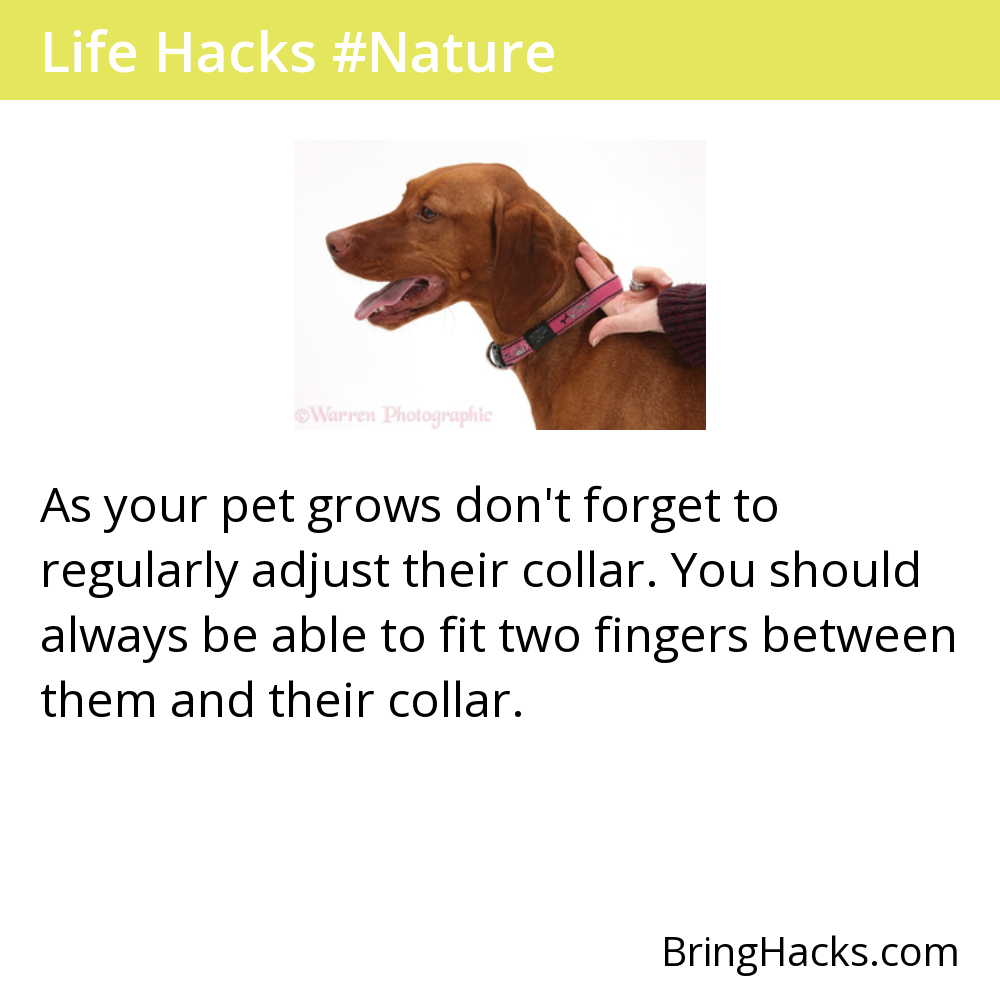 Life Hacks #Nature
©Warren Photographic
As your pet grows don't forget to
regularly adjust their collar. You should
always be able to fit two fingers between
them and their collar.
BringHacks.com